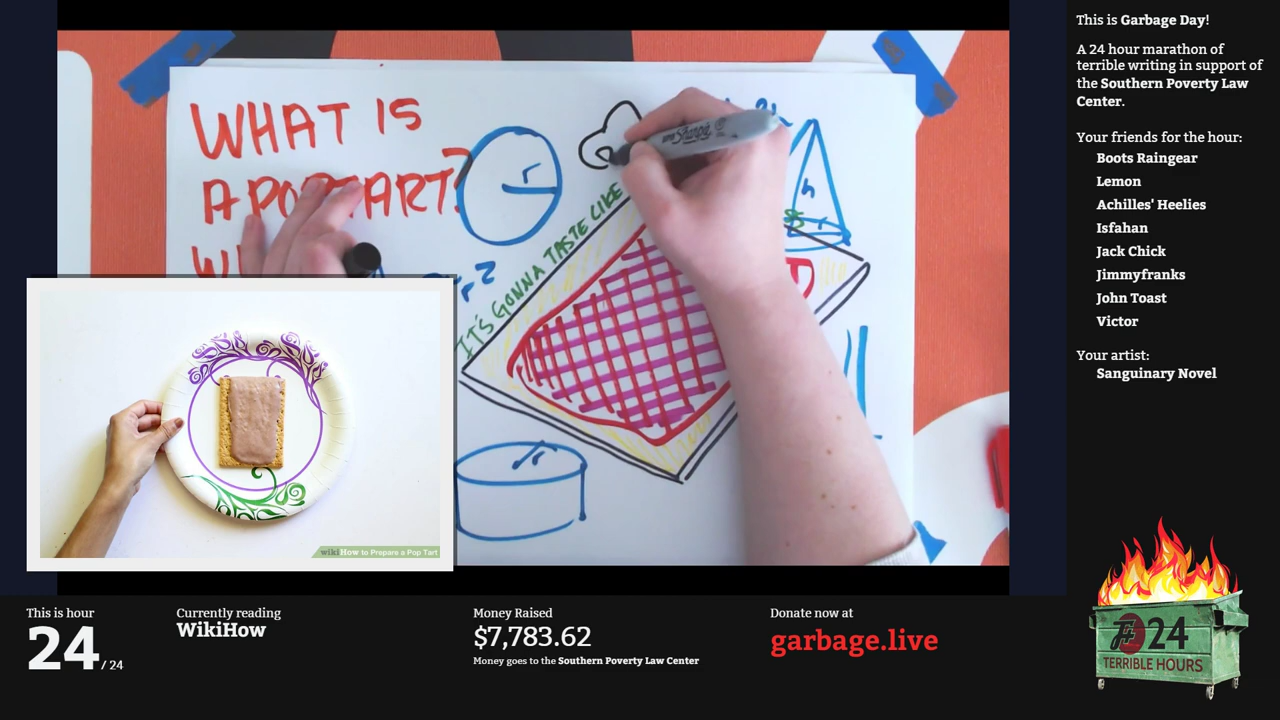 WHAT IS
A POPTART?
r
h
IT'S GONNA TASTE LIKE
r
Sharpie
wikiHow to Prepare a Pop Tart
This is Garbage Day!
A 24 hour marathon of
terrible writing in support of
the Southern Poverty Law
Center.
Your friends for the hour:
Boots Raingear
Lemon
Achilles' Heelies
Isfahan
Jack Chick
Jimmyfranks
John Toast
Victor
Your artist:
Sanguinary Novel
This is hour
24 / 24
Currently reading
WikiHow
Money Raised
$7,783.62
Money goes to the Southern Poverty Law Center
Donate now at
garbage.live
24
TERRIBLE HOURS